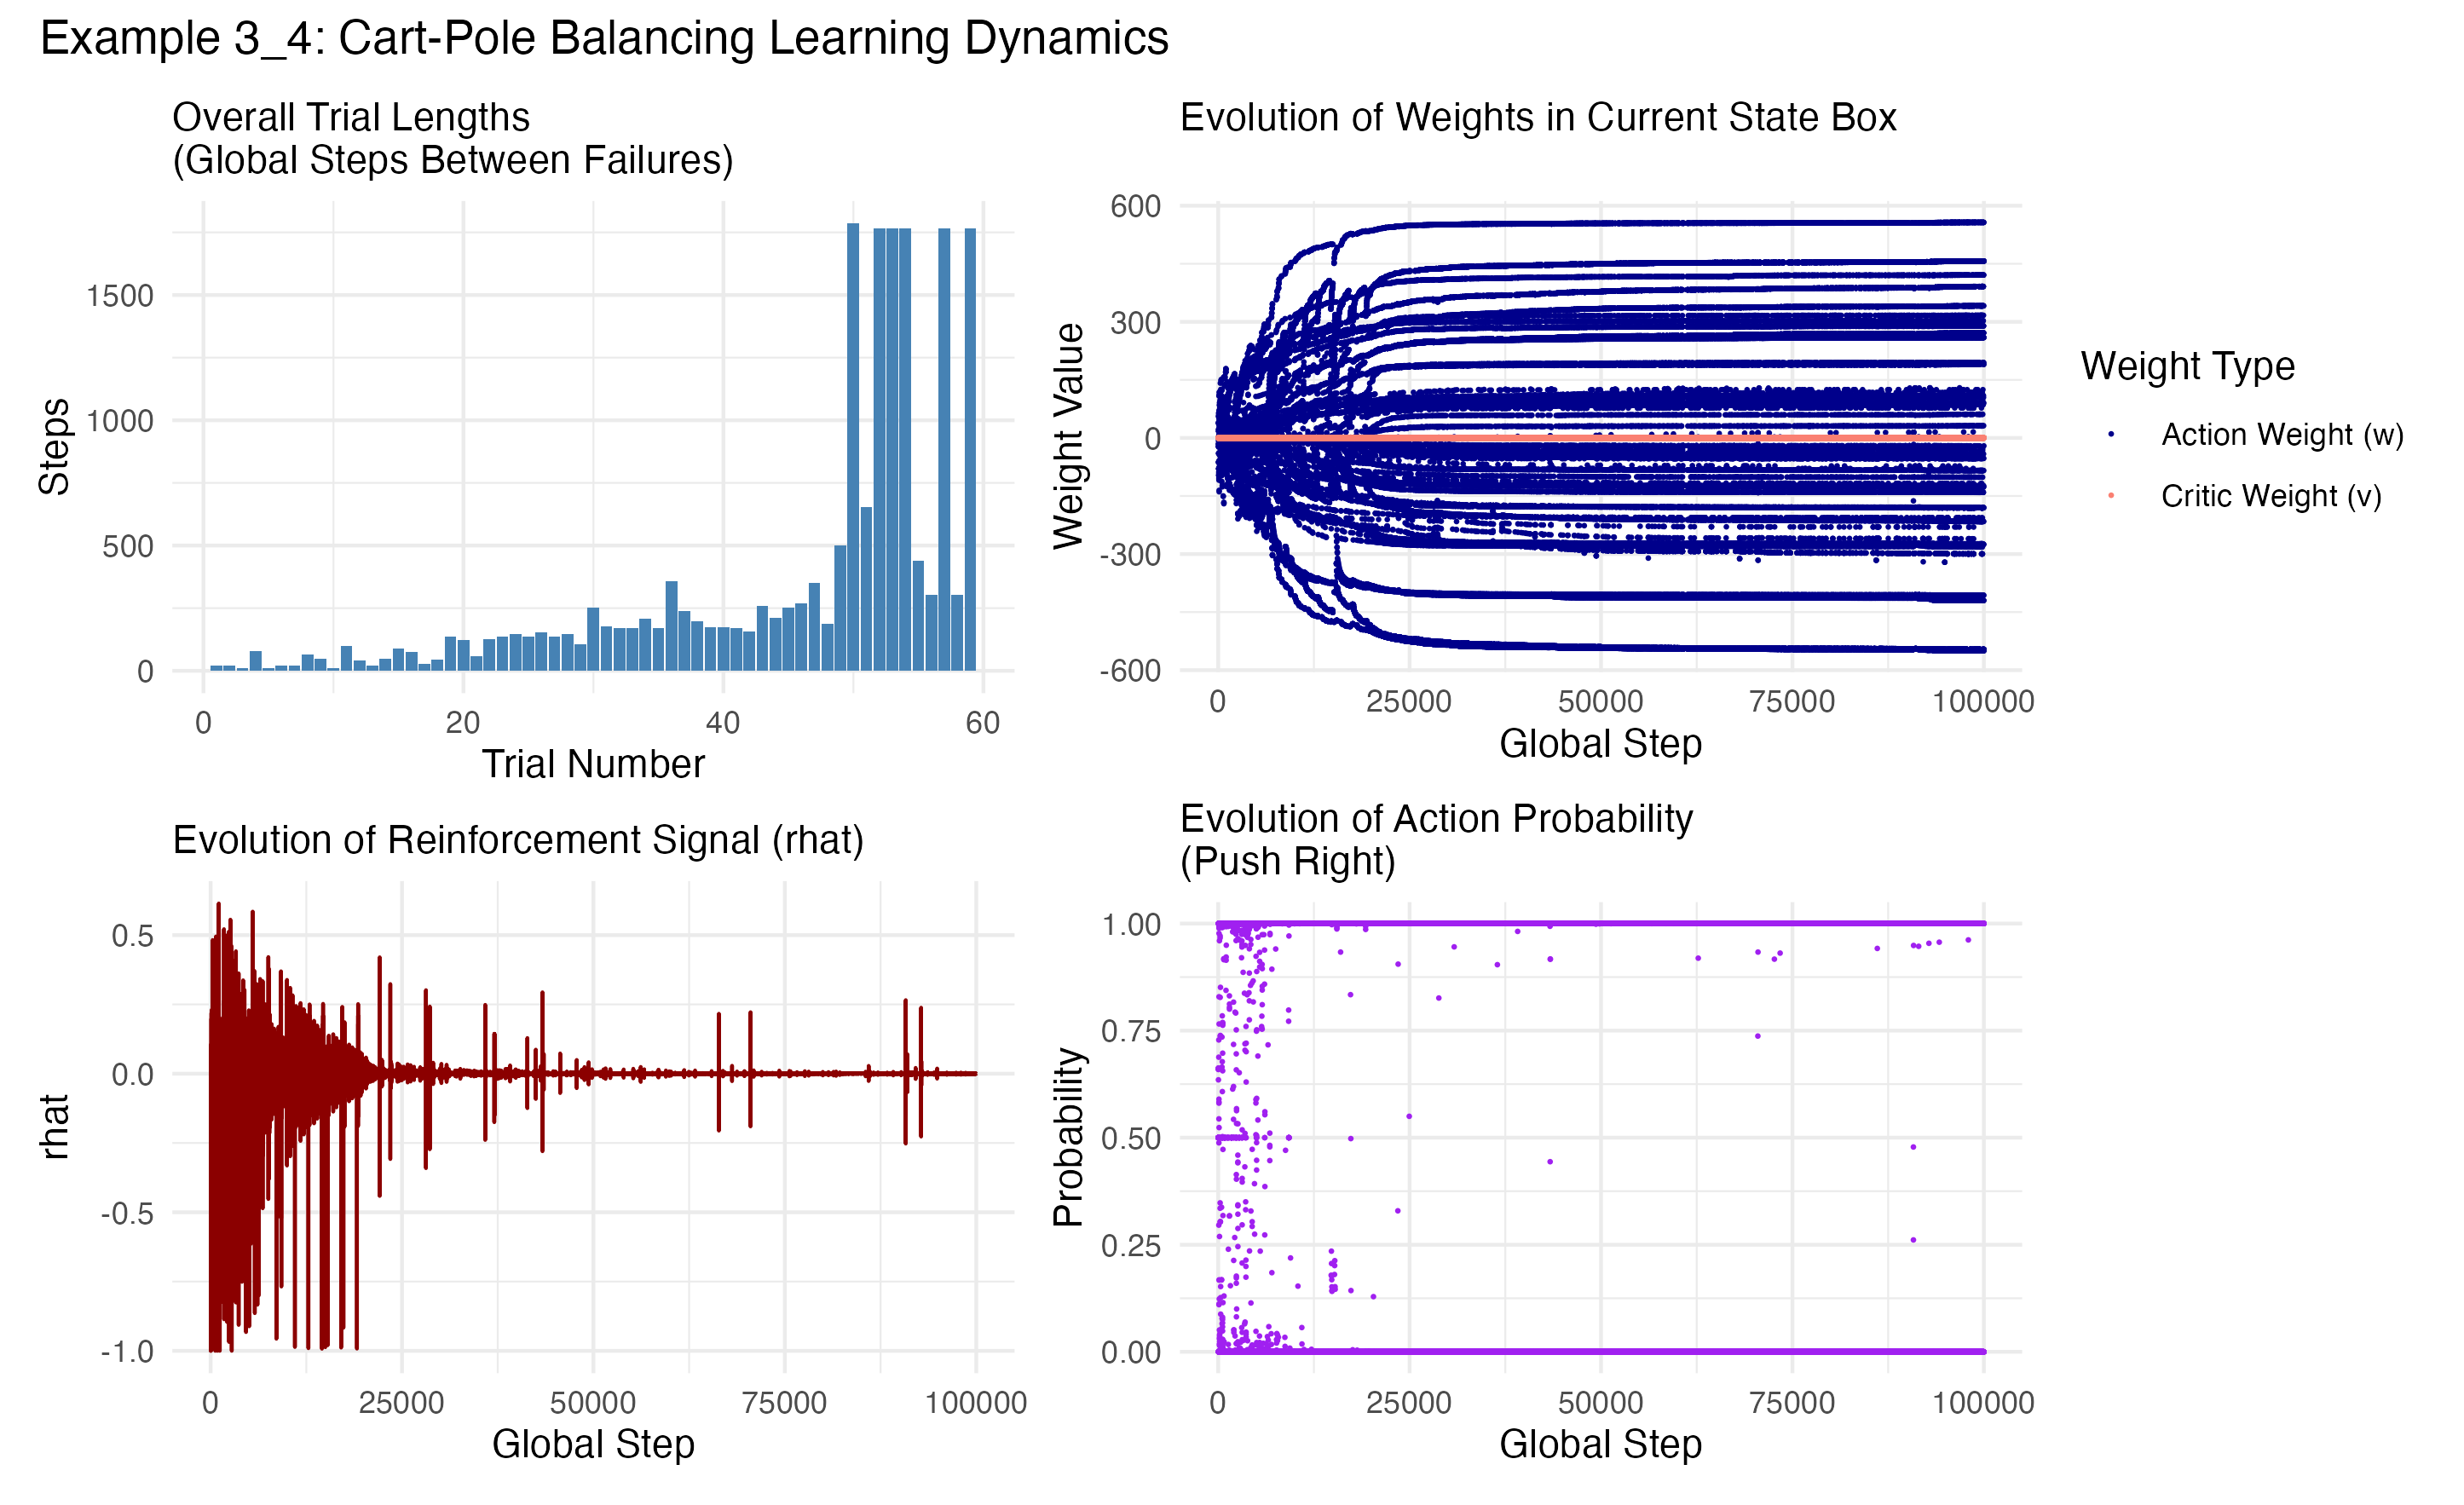 Example 3_4: Cart-Pole Balancing Learning Dynamics
Overall Trial Lengths
(Global Steps Between Failures)
1500
1000
500
0
Steps
0 20 40 60
Trial Number
Evolution of Weights in Current State Box
600
300
0
-300
-600
Weight Value
0 25000 50000 75000 100000
Global Step
Weight Type
Action Weight (w)
Critic Weight (v)
Evolution of Reinforcement Signal (rhat)
0.5
0.0
-0.5
-1.0
rhat
0 25000 50000 75000 100000
Global Step
Evolution of Action Probability
(Push Right)
1.00
0.75
0.50
0.25
0.00
Probability
0 25000 50000 75000 100000
Global Step